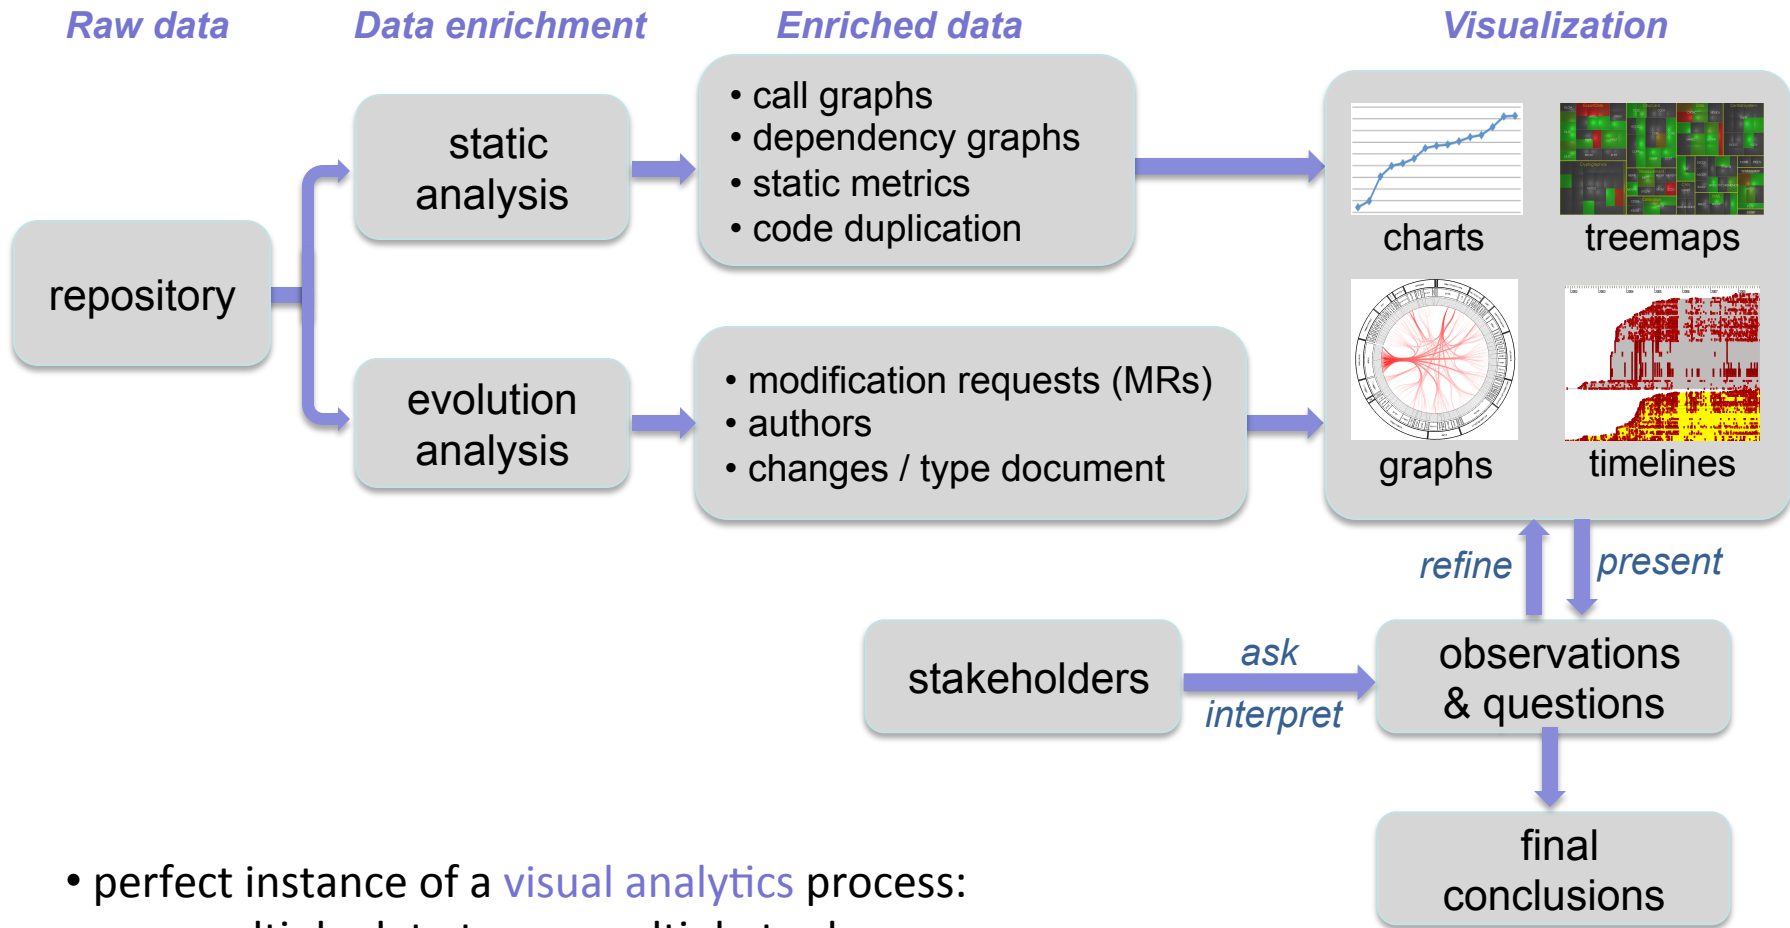 Raw data
Data enrichment
Enriched data
Visualization
repository
static
analysis
evolution
analysis
• call graphs
• dependency graphs
• static metrics
• code duplication
• modification requests (MRs)
• authors
• changes / type document
charts
treemaps
graphs
timelines
refine
present
stakeholders
ask
interpret
observations
& questions
final
conclusions
• perfect instance of a visual analytics process: